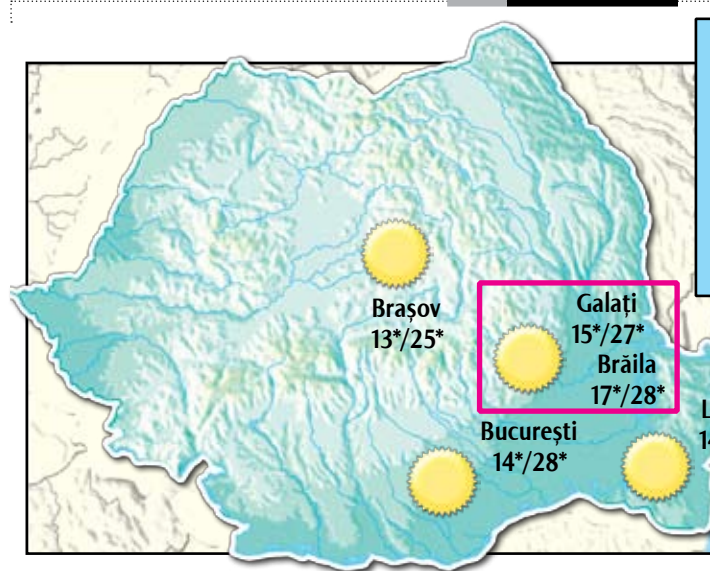 Brașov
13*/25*
Galați
15*/27*
Brăila
17*/28*
București
14*/28*